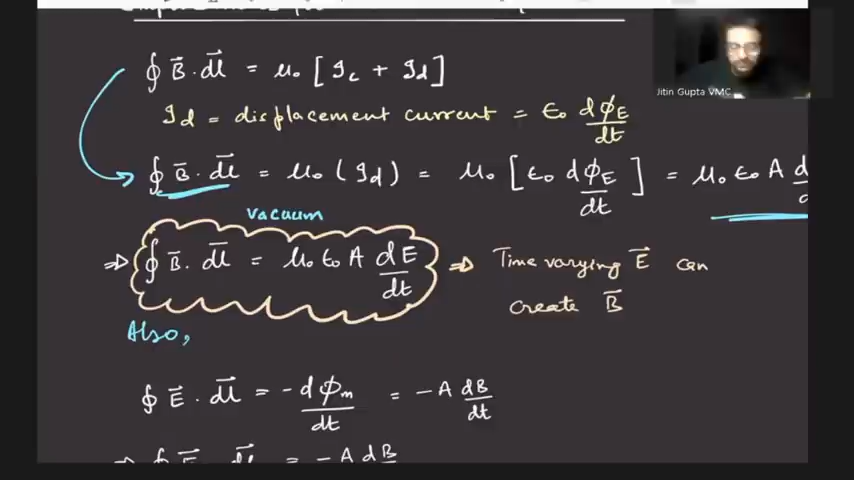 ∮ B⃗ . dl⃗ = μ₀ [ Ic + Id ]
Jitin Gupta VMC
Id = displacement current = ϵ₀ dϕE/dt
∮ B⃗ . dl⃗ = μ₀ ( Id ) = μ₀ [ ϵ₀ dϕE/dt ] = μ₀ ϵ₀ A
vacuum
⇒ ∮ B⃗ . dl⃗ = μ₀ ϵ₀ A dE/dt ⇒ Time varying E⃗ can
create B⃗
Also,
∮ E⃗ . dl⃗ = - dϕm/dt = - A dB/dt
⇒ ∮ E⃗ . dl⃗ = - A dB